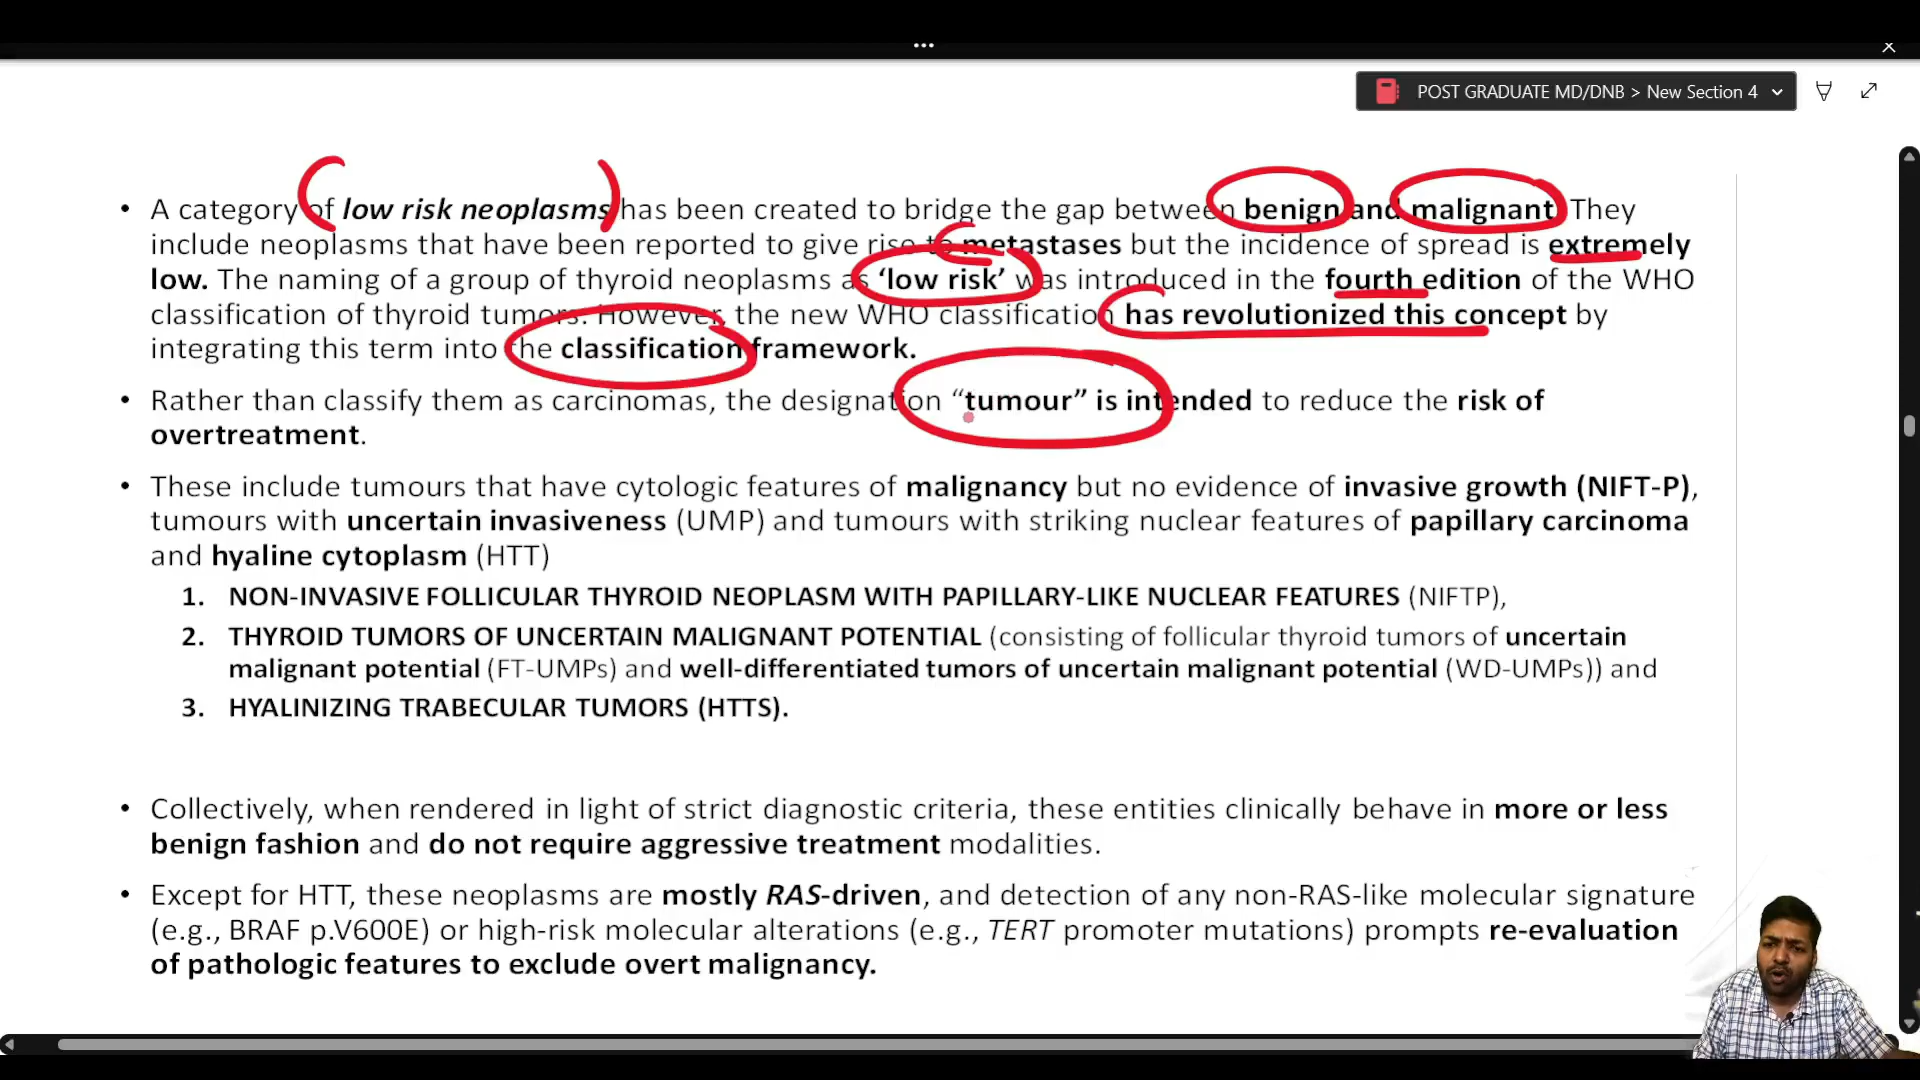 POST GRADUATE MD/DNB > New Section 4
• A category of low risk neoplasms has been created to bridge the gap between benign and malignant. They
include neoplasms that have been reported to give rise to metastases but the incidence of spread is extremely
low. The naming of a group of thyroid neoplasms as ‘low risk’ was introduced in the fourth edition of the WHO
classification of thyroid tumors. However, the new WHO classification has revolutionized this concept by
integrating this term into the classification framework.
• Rather than classify them as carcinomas, the designation “tumour” is intended to reduce the risk of
overtreatment.
• These include tumours that have cytologic features of malignancy but no evidence of invasive growth (NIFT-P),
tumours with uncertain invasiveness (UMP) and tumours with striking nuclear features of papillary carcinoma
and hyaline cytoplasm (HTT)
1. NON-INVASIVE FOLLICULAR THYROID NEOPLASM WITH PAPILLARY-LIKE NUCLEAR FEATURES (NIFTP),
2. THYROID TUMORS OF UNCERTAIN MALIGNANT POTENTIAL (consisting of follicular thyroid tumors of uncertain
malignant potential (FT-UMPs) and well-differentiated tumors of uncertain malignant potential (WD-UMPs)) and
3. HYALINIZING TRABECULAR TUMORS (HTTS).
• Collectively, when rendered in light of strict diagnostic criteria, these entities clinically behave in more or less
benign fashion and do not require aggressive treatment modalities.
• Except for HTT, these neoplasms are mostly RAS-driven, and detection of any non-RAS-like molecular signature
(e.g., BRAF p.V600E) or high-risk molecular alterations (e.g., TERT promoter mutations) prompts re-evaluation
of pathologic features to exclude overt malignancy.